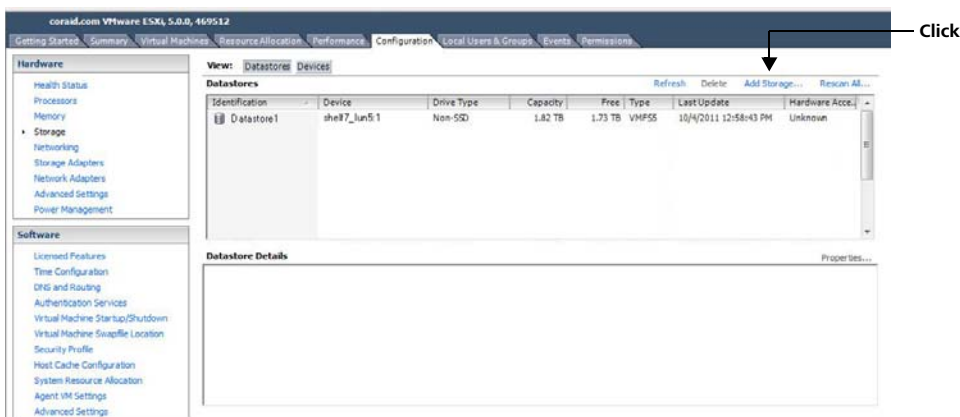 coraid.com VMware ESXi, 5.0.0, 469512
Getting Started Summary Virtual Machines Resource Allocation Performance Configuration Local Users & Groups Events Permissions
Click
Hardware
Health Status
Processors
Memory
Storage
Networking
Storage Adapters
Network Adapters
Advanced Settings
Power Management
Software
Licensed Features
Time Configuration
DNS and Routing
Authentication Services
Virtual Machine Startup/Shutdown
Virtual Machine Swapfile Location
Security Profile
Host Cache Configuration
System Resource Allocation
Agent VM Settings
Advanced Settings
View: Datastores Devices
Datastores Refresh Delete Add Storage... Rescan All...
Identification Device Drive Type Capacity Free Type Last Update Hardware Acce..
Datastore1 shelf7_lun5:1 Non-SSD 1.82 TB 1.73 TB VMFS5 10/4/2011 12:58:43 PM Unknown
Datastore Details Properties...